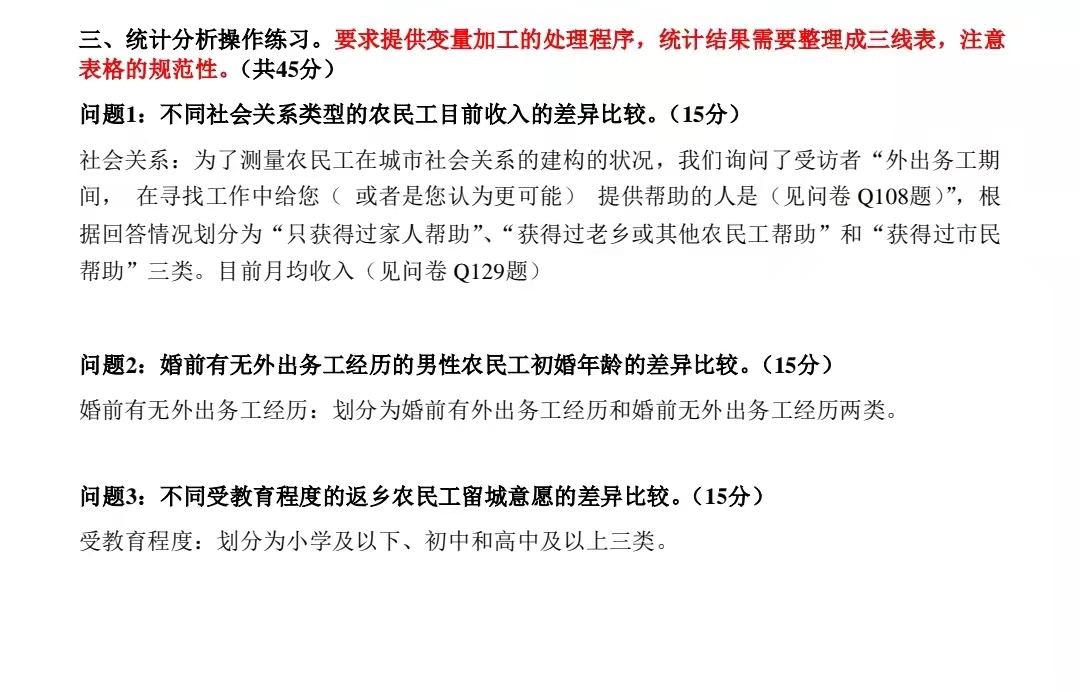 三、统计分析操作练习。要求提供变量加工的处理程序，统计结果需要整理成三线表，注意
表格的规范性。（共45分）
问题1：不同社会关系类型的农民工目前收入的差异比较。（15分）
社会关系：为了测量农民工在城市社会关系的建构的状况，我们询问了受访者“外出务工期
间， 在寻找工作中给您（ 或者是您认为更可能） 提供帮助的人是（见问卷 Q108题）”，根
据回答情况划分为“只获得过家人帮助”、“获得过老乡或其他农民工帮助”和“获得过市民
帮助”三类。目前月均收入（见问卷 Q129题）
问题2：婚前有无外出务工经历的男性农民工初婚年龄的差异比较。（15分）
婚前有无外出务工经历：划分为婚前有外出务工经历和婚前无外出务工经历两类。
问题3：不同受教育程度的返乡农民工留城意愿的差异比较。（15分）
受教育程度：划分为小学及以下、初中和高中及以上三类。